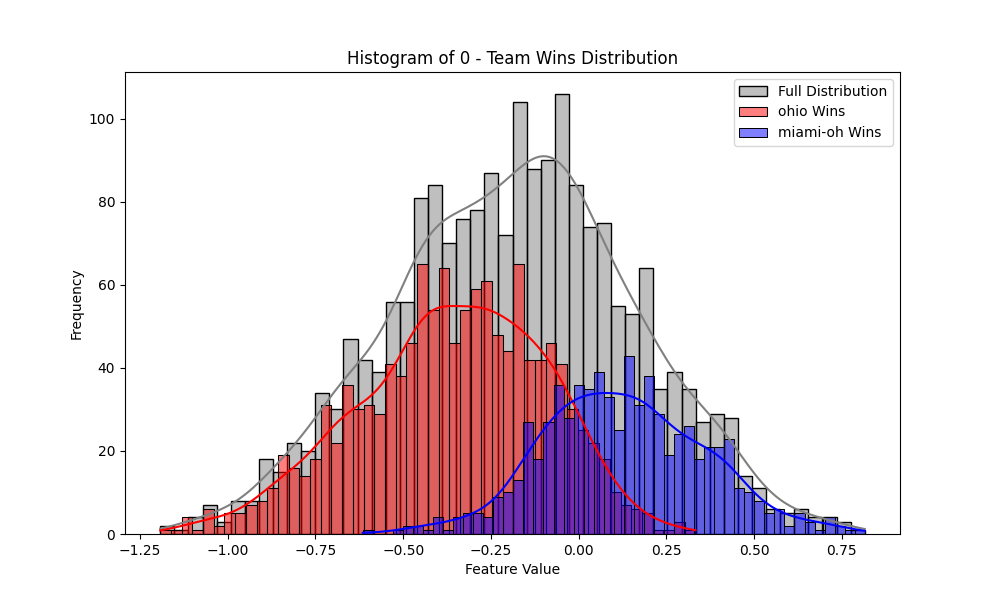 Histogram of 0 - Team Wins Distribution
Full Distribution
ohio Wins
miami-oh Wins
Frequency
100
80
60
40
20
0
−1.25 −1.00 −0.75 −0.50 −0.25 0.00 0.25 0.50 0.75
Feature Value